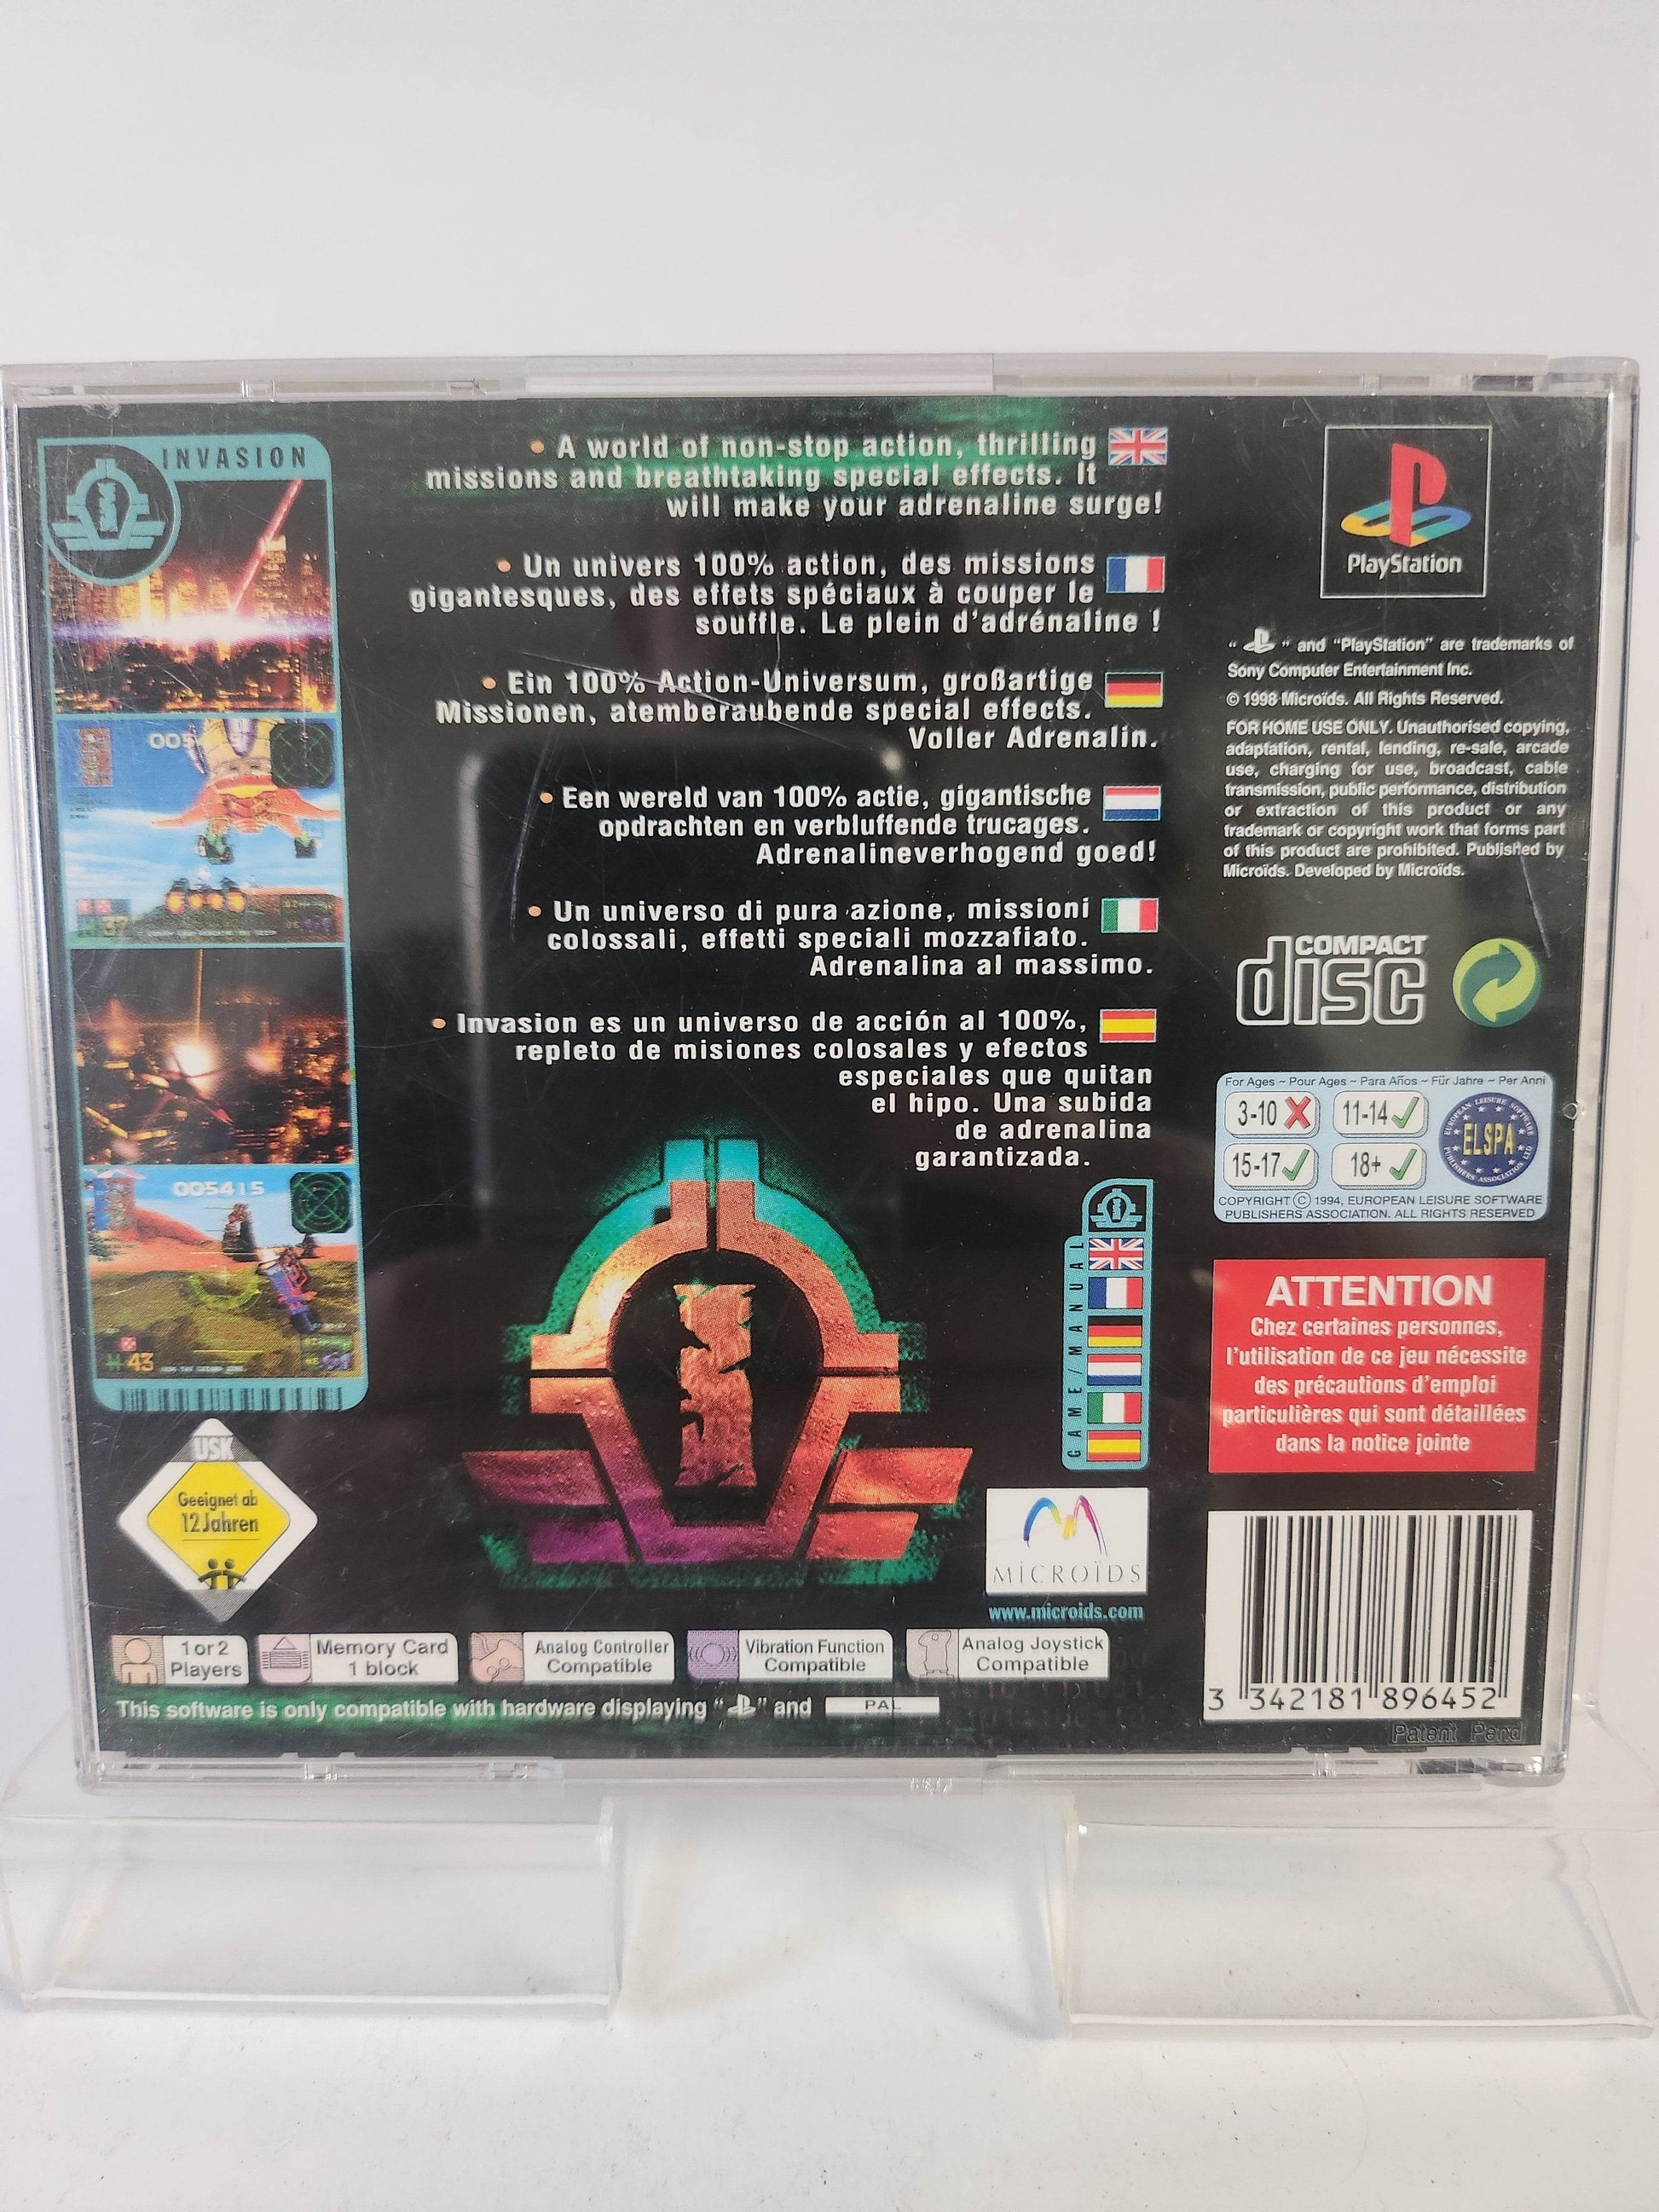 INVASION
• A world of non-stop action, thrilling
missions and breathtaking special effects. It
will make your adrenaline surge!
• Un univers 100% action, des missions
gigantesques, des effets spéciaux à couper le
souffle. Le plein d'adrénaline !
• Ein 100% Action-Universum, großartige
Missionen, atemberaubende special effects.
Voller Adrenalin.
• Een wereld van 100% actie, gigantische
opdrachten en verbluffende trucages.
Adrenalineverhogend goed!
• Un universo di pura azione, missioni
colossali, effetti speciali mozzafiato.
Adrenalina al massimo.
• Invasion es un universo de acción al 100%,
repleto de misiones colosales y efectos
especiales que quitan
el hipo. Una subida
de adrenalina
garantizada.
005
37
005415
43
GAME/MANUAL
USK
Geeignet ab
12 Jahren
MICROÏDS
www.microids.com
1 or 2
Players
Memory Card
1 block
Analog Controller
Compatible
Vibration Function
Compatible
Analog Joystick
Compatible
This software is only compatible with hardware displaying " " and PAL
PlayStation
" " and "PlayStation" are trademarks of
Sony Computer Entertainment Inc.
© 1998 Microïds. All Rights Reserved.
FOR HOME USE ONLY. Unauthorised copying,
adaptation, rental, lending, re-sale, arcade
use, charging for use, broadcast, cable
transmission, public performance, distribution
or extraction of this product or any
trademark or copyright work that forms part
of this product are prohibited. Published by
Microïds. Developed by Microïds.
COMPACT
disc
For Ages ~ Pour Ages ~ Para Años ~ Für Jahre ~ Per Anni
3-10
11-14
15-17
18+
EUROPEAN LEISURE SOFTWARE PUBLISHERS ASSOCIATION LTD
ELSPA
COPYRIGHT © 1994, EUROPEAN LEISURE SOFTWARE
PUBLISHERS ASSOCIATION. ALL RIGHTS RESERVED
ATTENTION
Chez certaines personnes,
l'utilisation de ce jeu nécessite
des précautions d'emploi
particulières qui sont détaillées
dans la notice jointe
3 342181 896452
Patent Pend